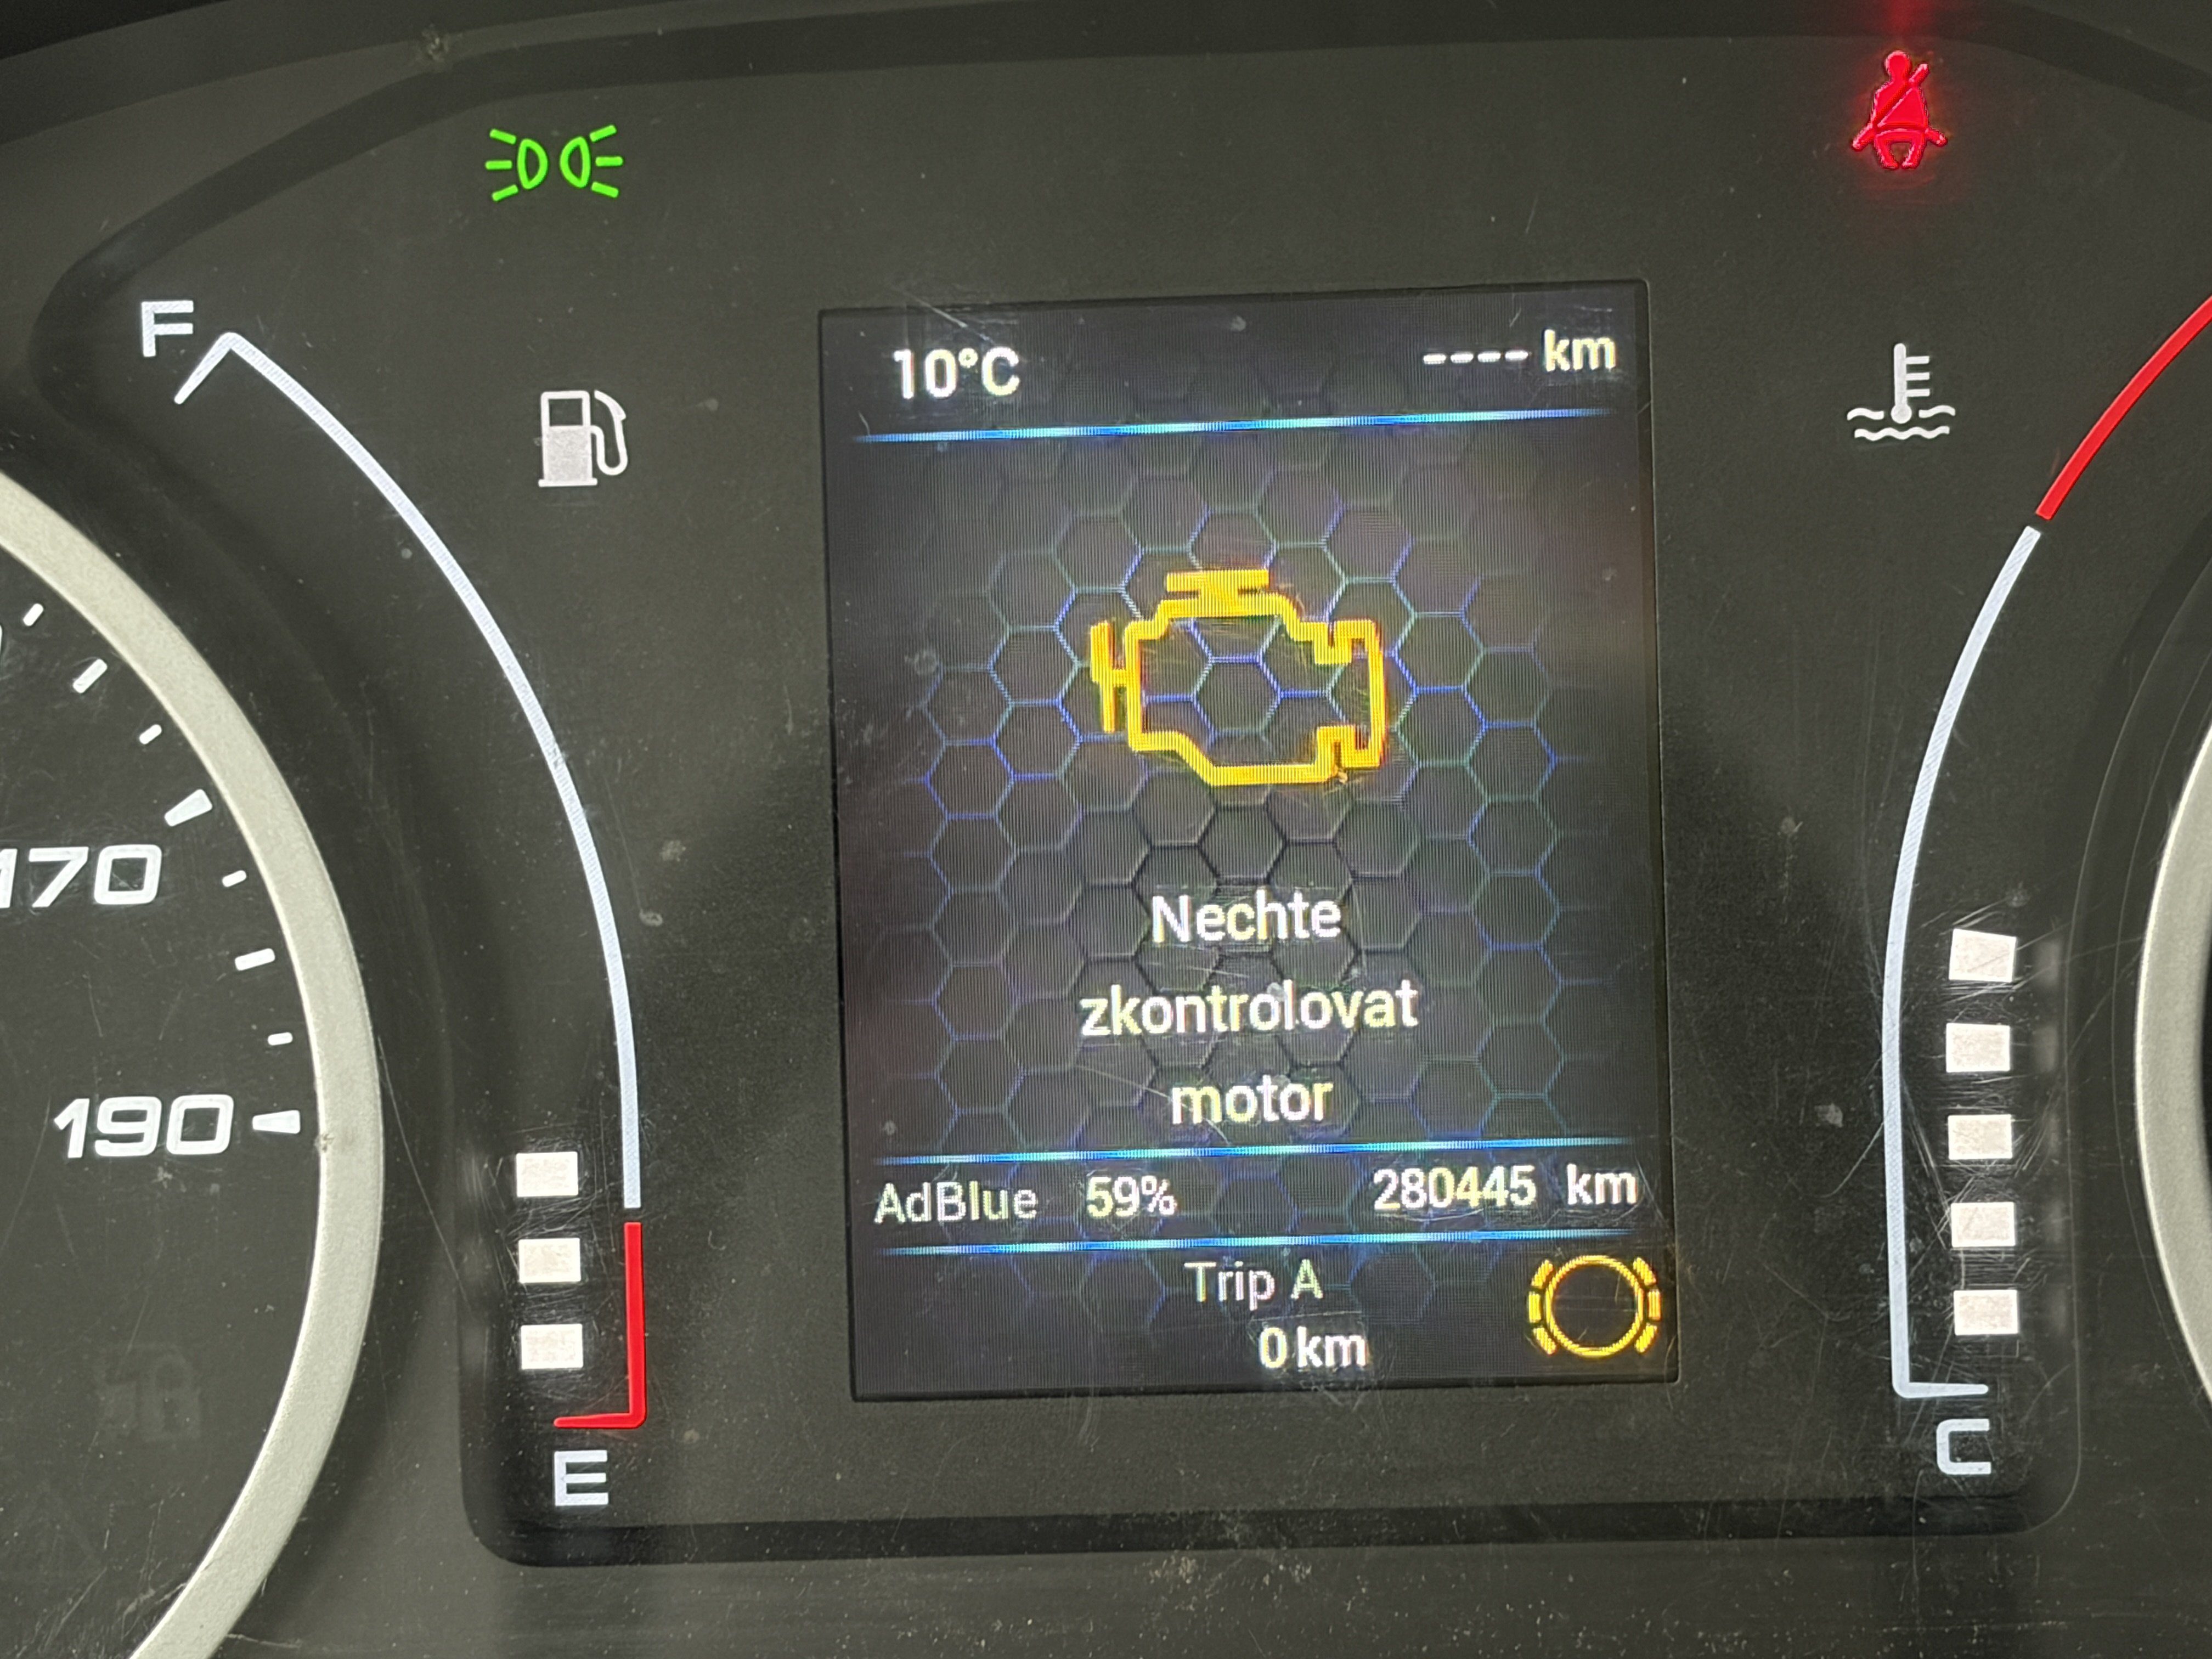 F
10°C ---- km
170
190
Nechte
zkontrolovat
motor
AdBlue 59% 280445 km
Trip A
0 km
E
C